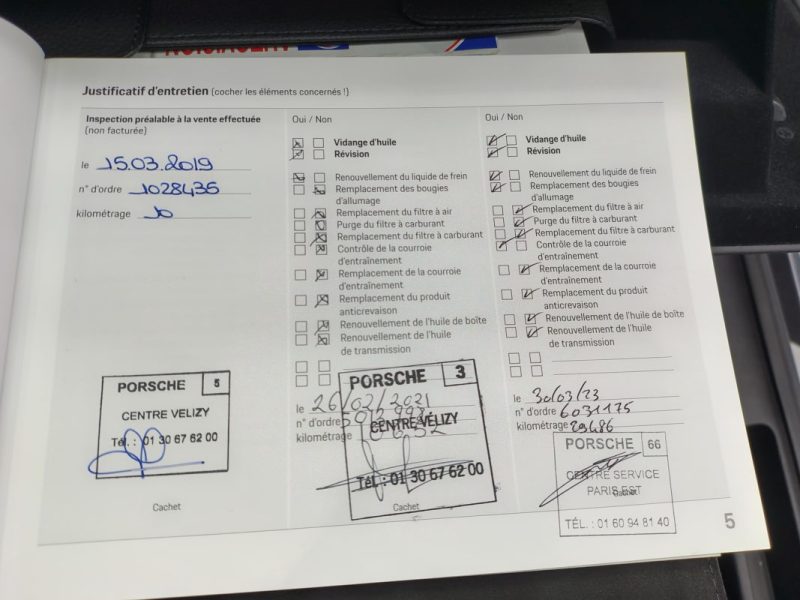 Justificatif d'entretien (cocher les éléments concernés !)
Inspection préalable à la vente effectuée
(non facturée)
le 15.03.2019
n° d'ordre 1028435
kilométrage 10
PORSCHE 5
CENTRE VELIZY
Tél. : 01 30 67 62 00
Cachet
Oui / Non
Vidange d'huile
Révision
Renouvellement du liquide de frein
Remplacement des bougies
d'allumage
Remplacement du filtre à air
Purge du filtre à carburant
Remplacement du filtre à carburant
Contrôle de la courroie
d'entraînement
Remplacement de la courroie
d'entraînement
Remplacement du produit
anticrevaison
Renouvellement de l'huile de boîte
Renouvellement de l'huile
de transmission
le 26/02/2021
n° d'ordre
kilométrage
PORSCHE 3
CENTRE VÉLIZY
Tél : 01 30 67 62 00
Cachet
Oui / Non
Vidange d'huile
Révision
Renouvellement du liquide de frein
Remplacement des bougies
d'allumage
Remplacement du filtre à air
Purge du filtre à carburant
Remplacement du filtre à carburant
Contrôle de la courroie
d'entraînement
Remplacement de la courroie
d'entraînement
Remplacement du produit
anticrevaison
Renouvellement de l'huile de boîte
Renouvellement de l'huile
de transmission
le 30/03/23
n° d'ordre 6031175
kilométrage 29486
PORSCHE 66
CENTRE SERVICE
PARIS EST
Cachet
TÉL. : 01 60 94 81 40
5